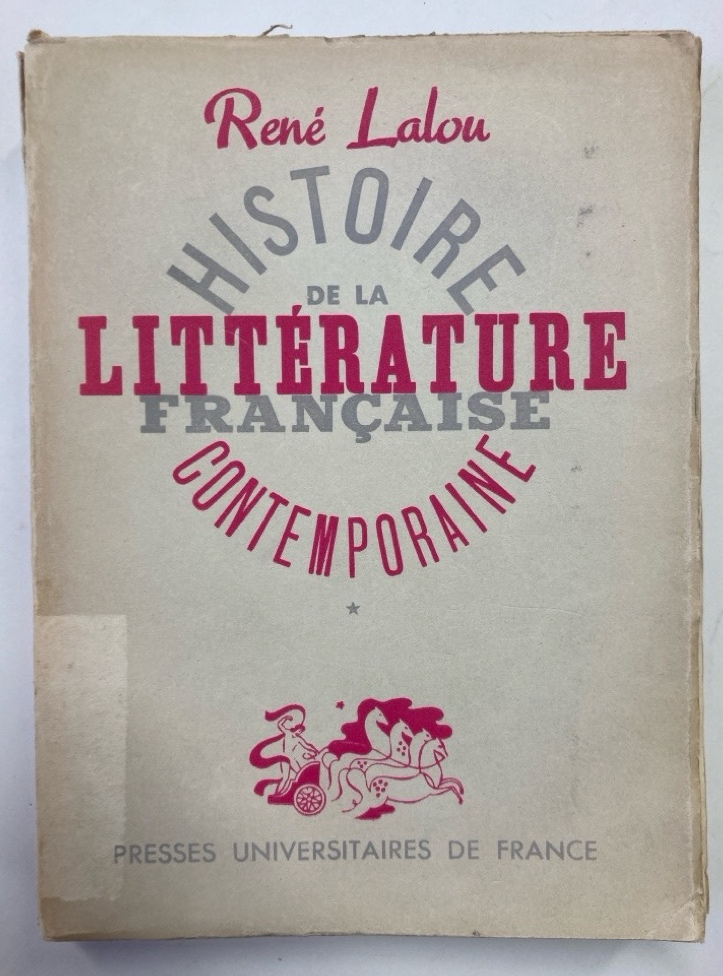 René Lalou
HISTOIRE
DE LA
LITTÉRATURE
FRANÇAISE
CONTEMPORAINE
*
PRESSES UNIVERSITAIRES DE FRANCE